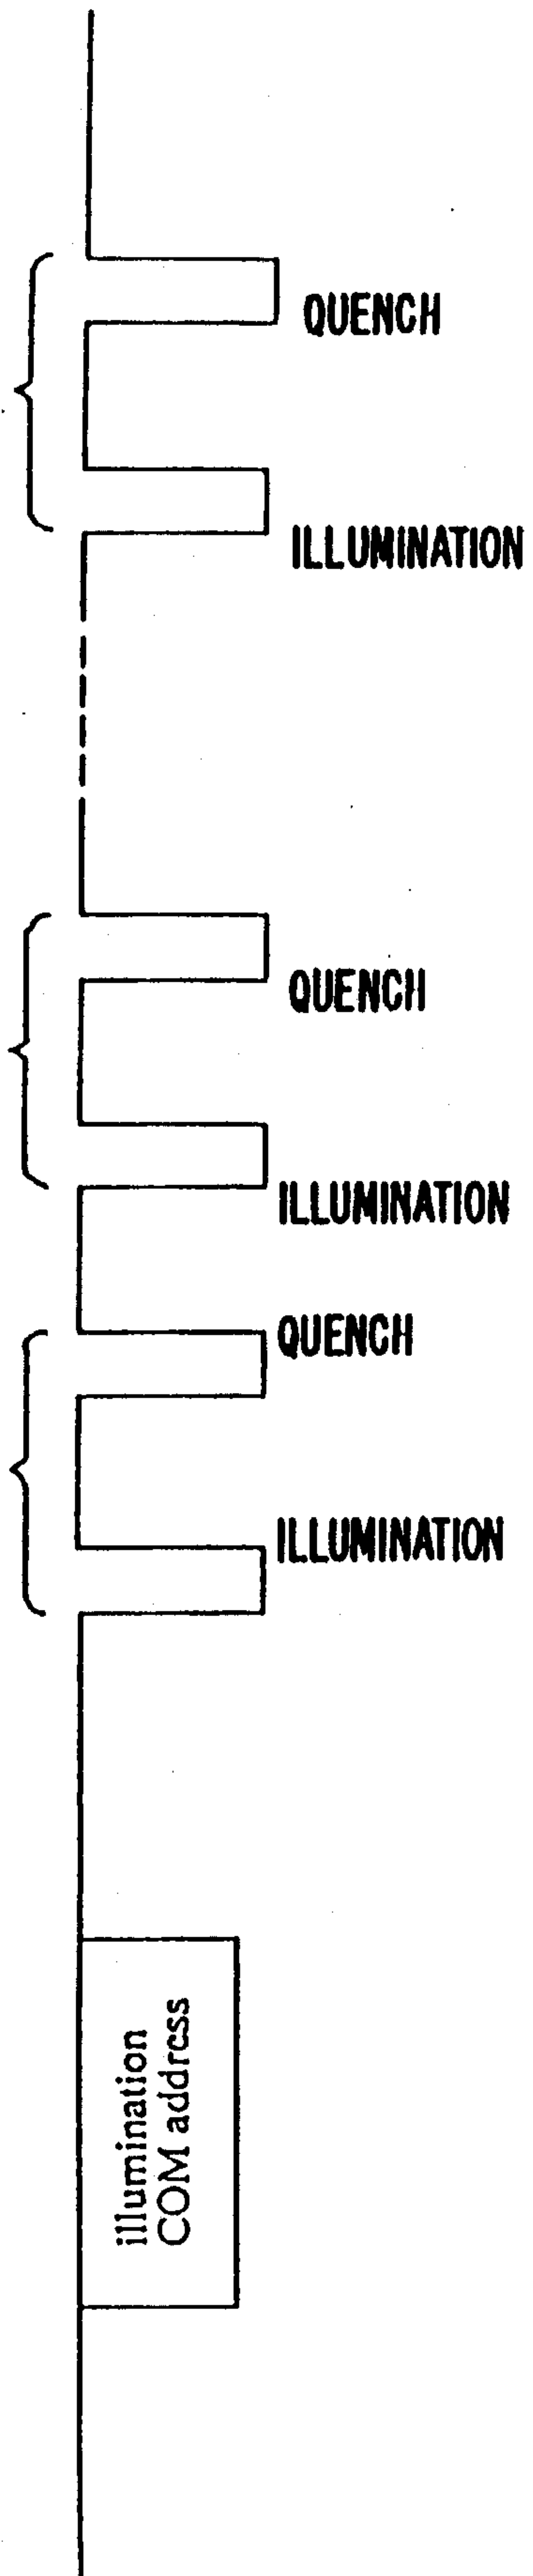 QUENCH
ILLUMINATION
QUENCH
ILLUMINATION
QUENCH
ILLUMINATION
illumination
COM address